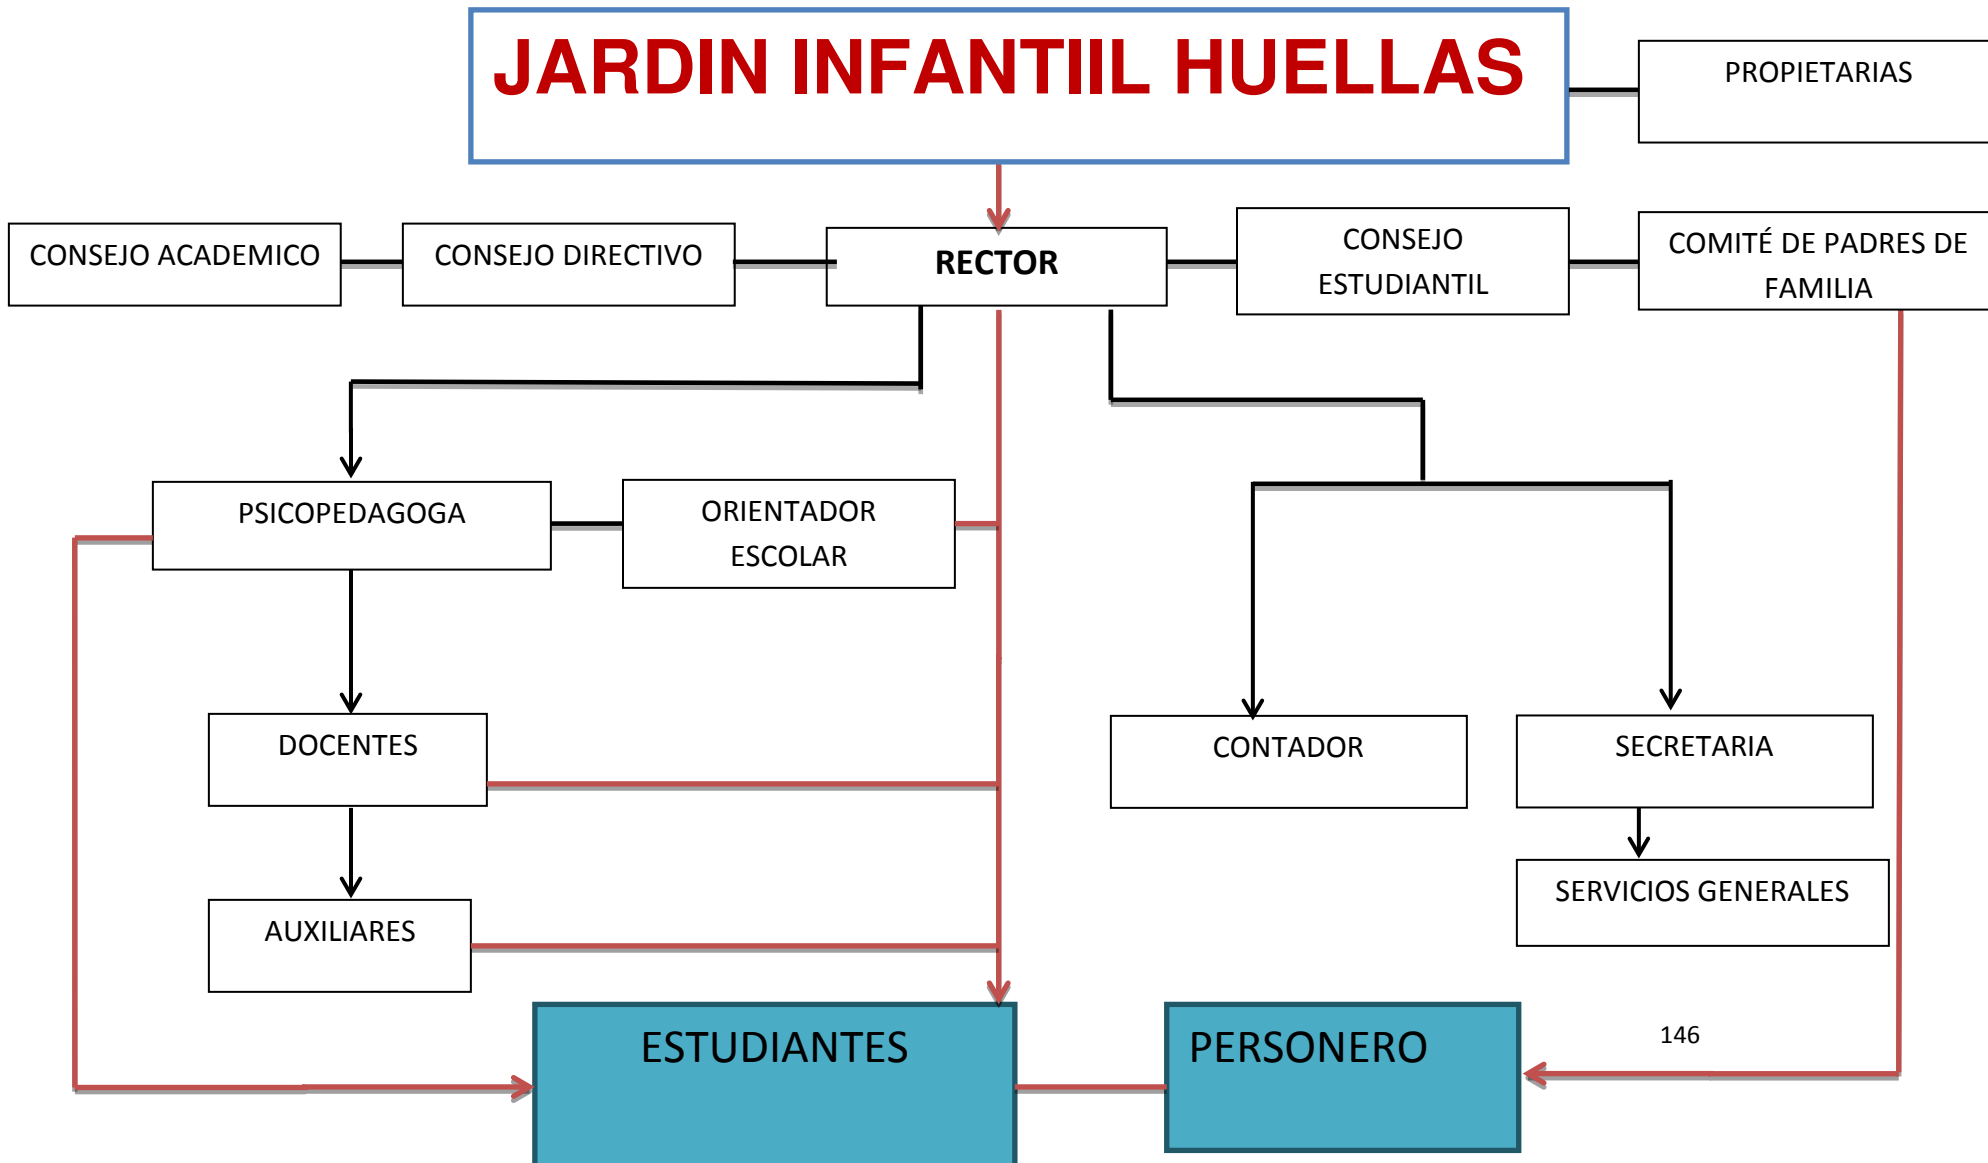 JARDIN INFANTIIL HUELLAS
PROPIETARIAS
CONSEJO ACADEMICO
CONSEJO DIRECTIVO
RECTOR
CONSEJO
ESTUDIANTIL
COMITÉ DE PADRES DE
FAMILIA
PSICOPEDAGOGA
ORIENTADOR
ESCOLAR
DOCENTES
CONTADOR
SECRETARIA
AUXILIARES
SERVICIOS GENERALES
ESTUDIANTES
PERSONERO
146